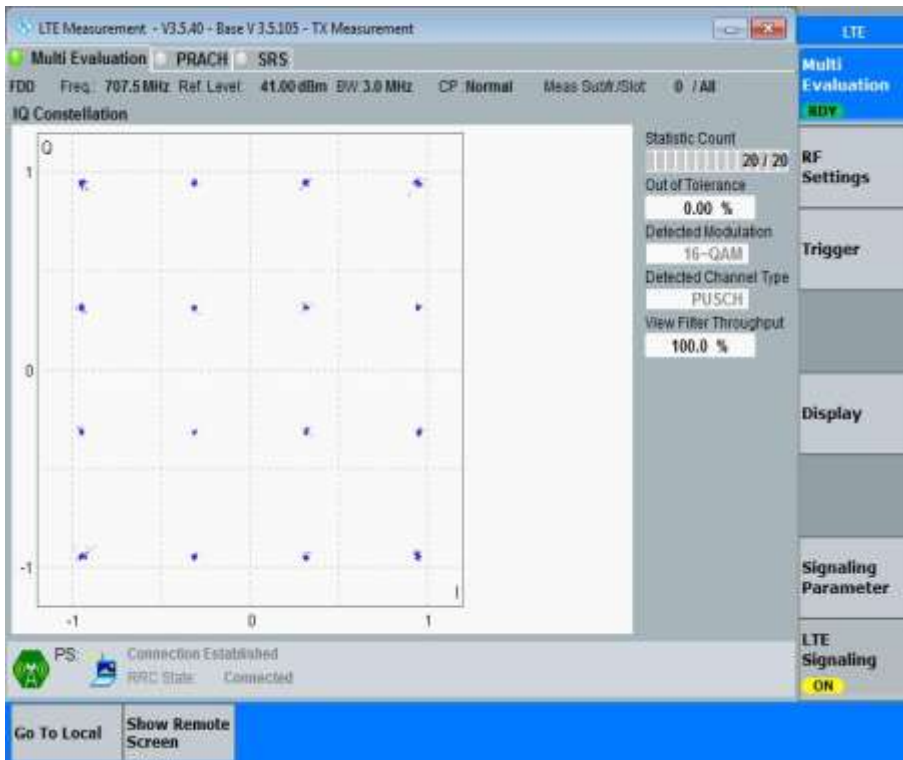 LTE Measurement - V3.5.40 - Base V 3.5.105 - TX Measurement
LTE
Multi Evaluation PRACH SRS
FDD Freq.: 707.5 MHz Ref. Level: 41.00 dBm BW: 3.0 MHz CP: Normal Meas Subfr./Slot: 0 / All
IQ Constellation
Q
1
0
-1
-1 0 1
I
Statistic Count
20 / 20
Out of Tolerance
0.00 %
Detected Modulation
16-QAM
Detected Channel Type
PUSCH
View Filter Throughput
100.0 %
Multi
Evaluation
RDY
RF
Settings
Trigger
Display
Signaling
Parameter
LTE
Signaling
ON
PS:
Connection Established
RRC State: Connected
Go To Local
Show Remote
Screen